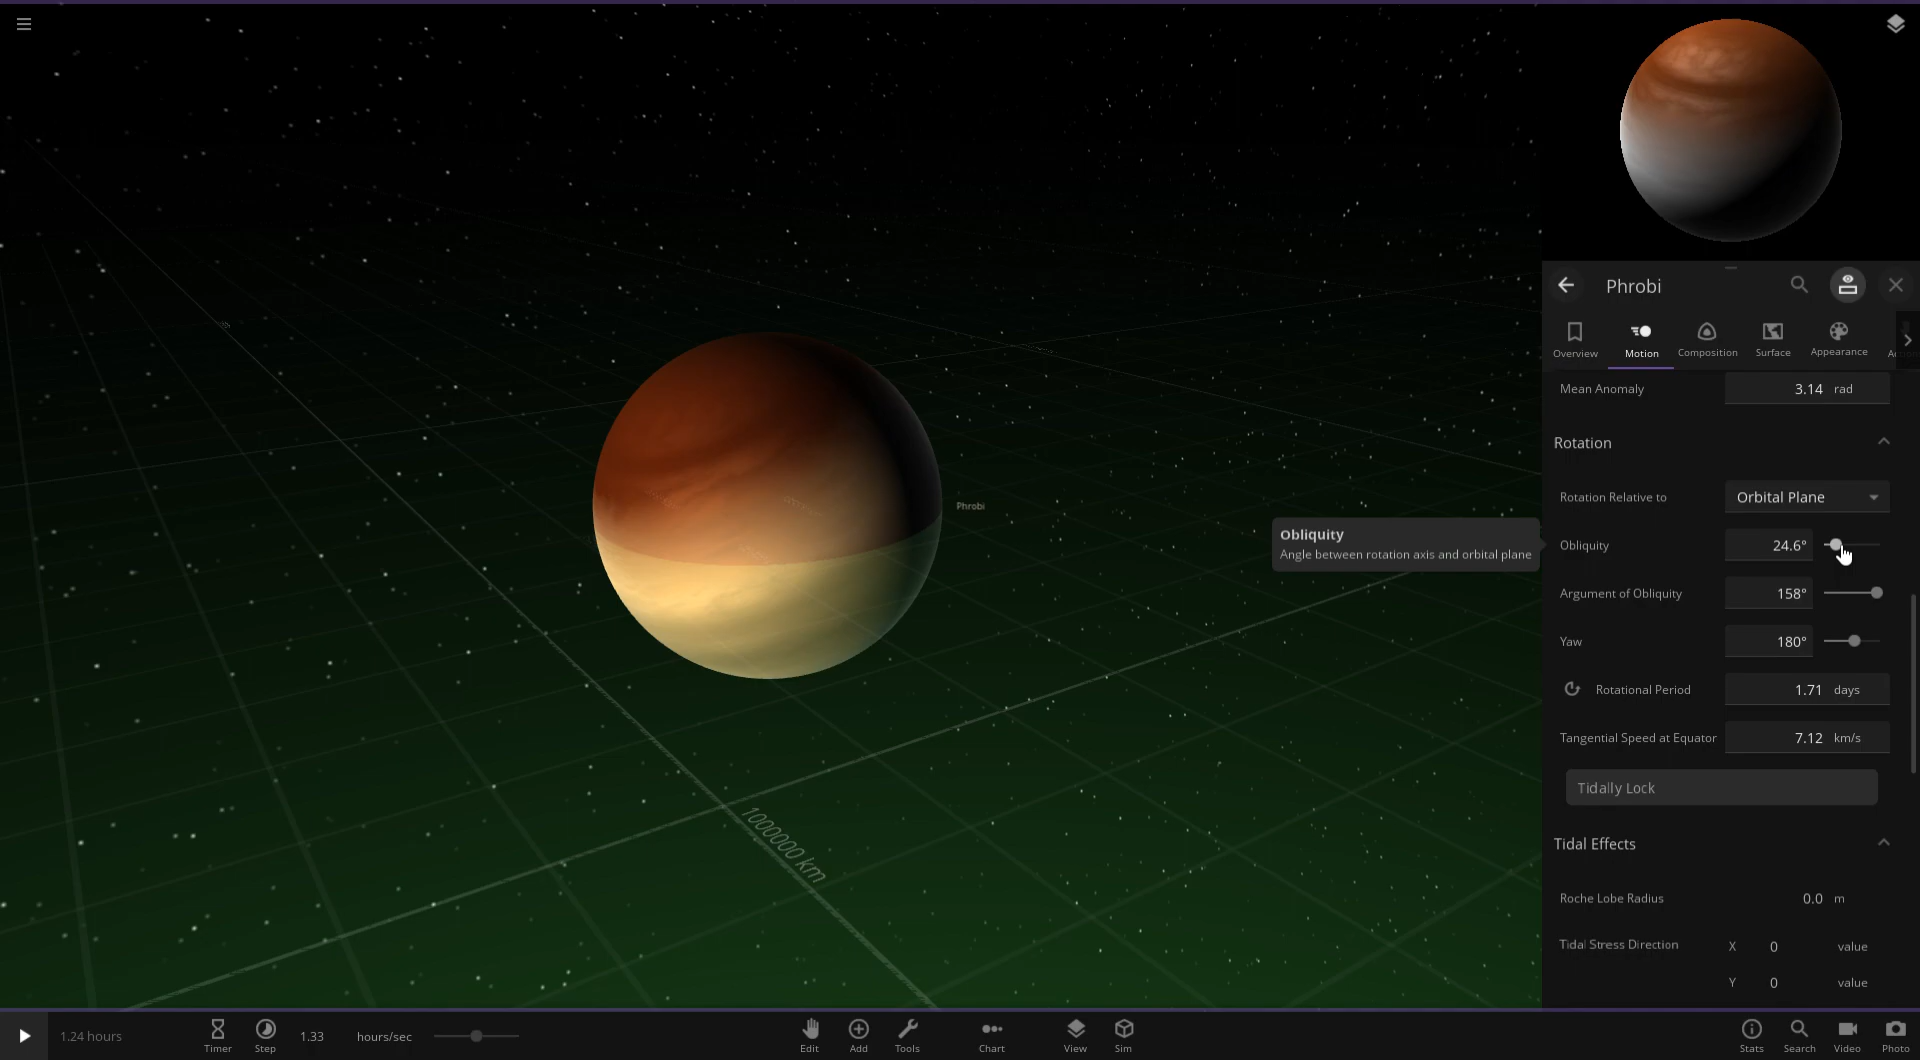 Phrobi
Overview
Motion
Composition
Surface
Appearance
Mean Anomaly 3.14 rad
Rotation
Rotation Relative to Orbital Plane
Obliquity 24.6°
Obliquity
Angle between rotation axis and orbital plane
Argument of Obliquity 158°
Yaw 180°
Rotational Period 1.71 days
Tangential Speed at Equator 7.12 km/s
Tidally Lock
Tidal Effects
Roche Lobe Radius 0.0 m
Tidal Stress Direction X 0 value
Y 0 value
Phrobi
1000000 km
1.24 hours
Timer
Step
1.33 hours/sec
Edit
Add
Tools
Chart
View
Sim
Stats
Search
Video
Photo